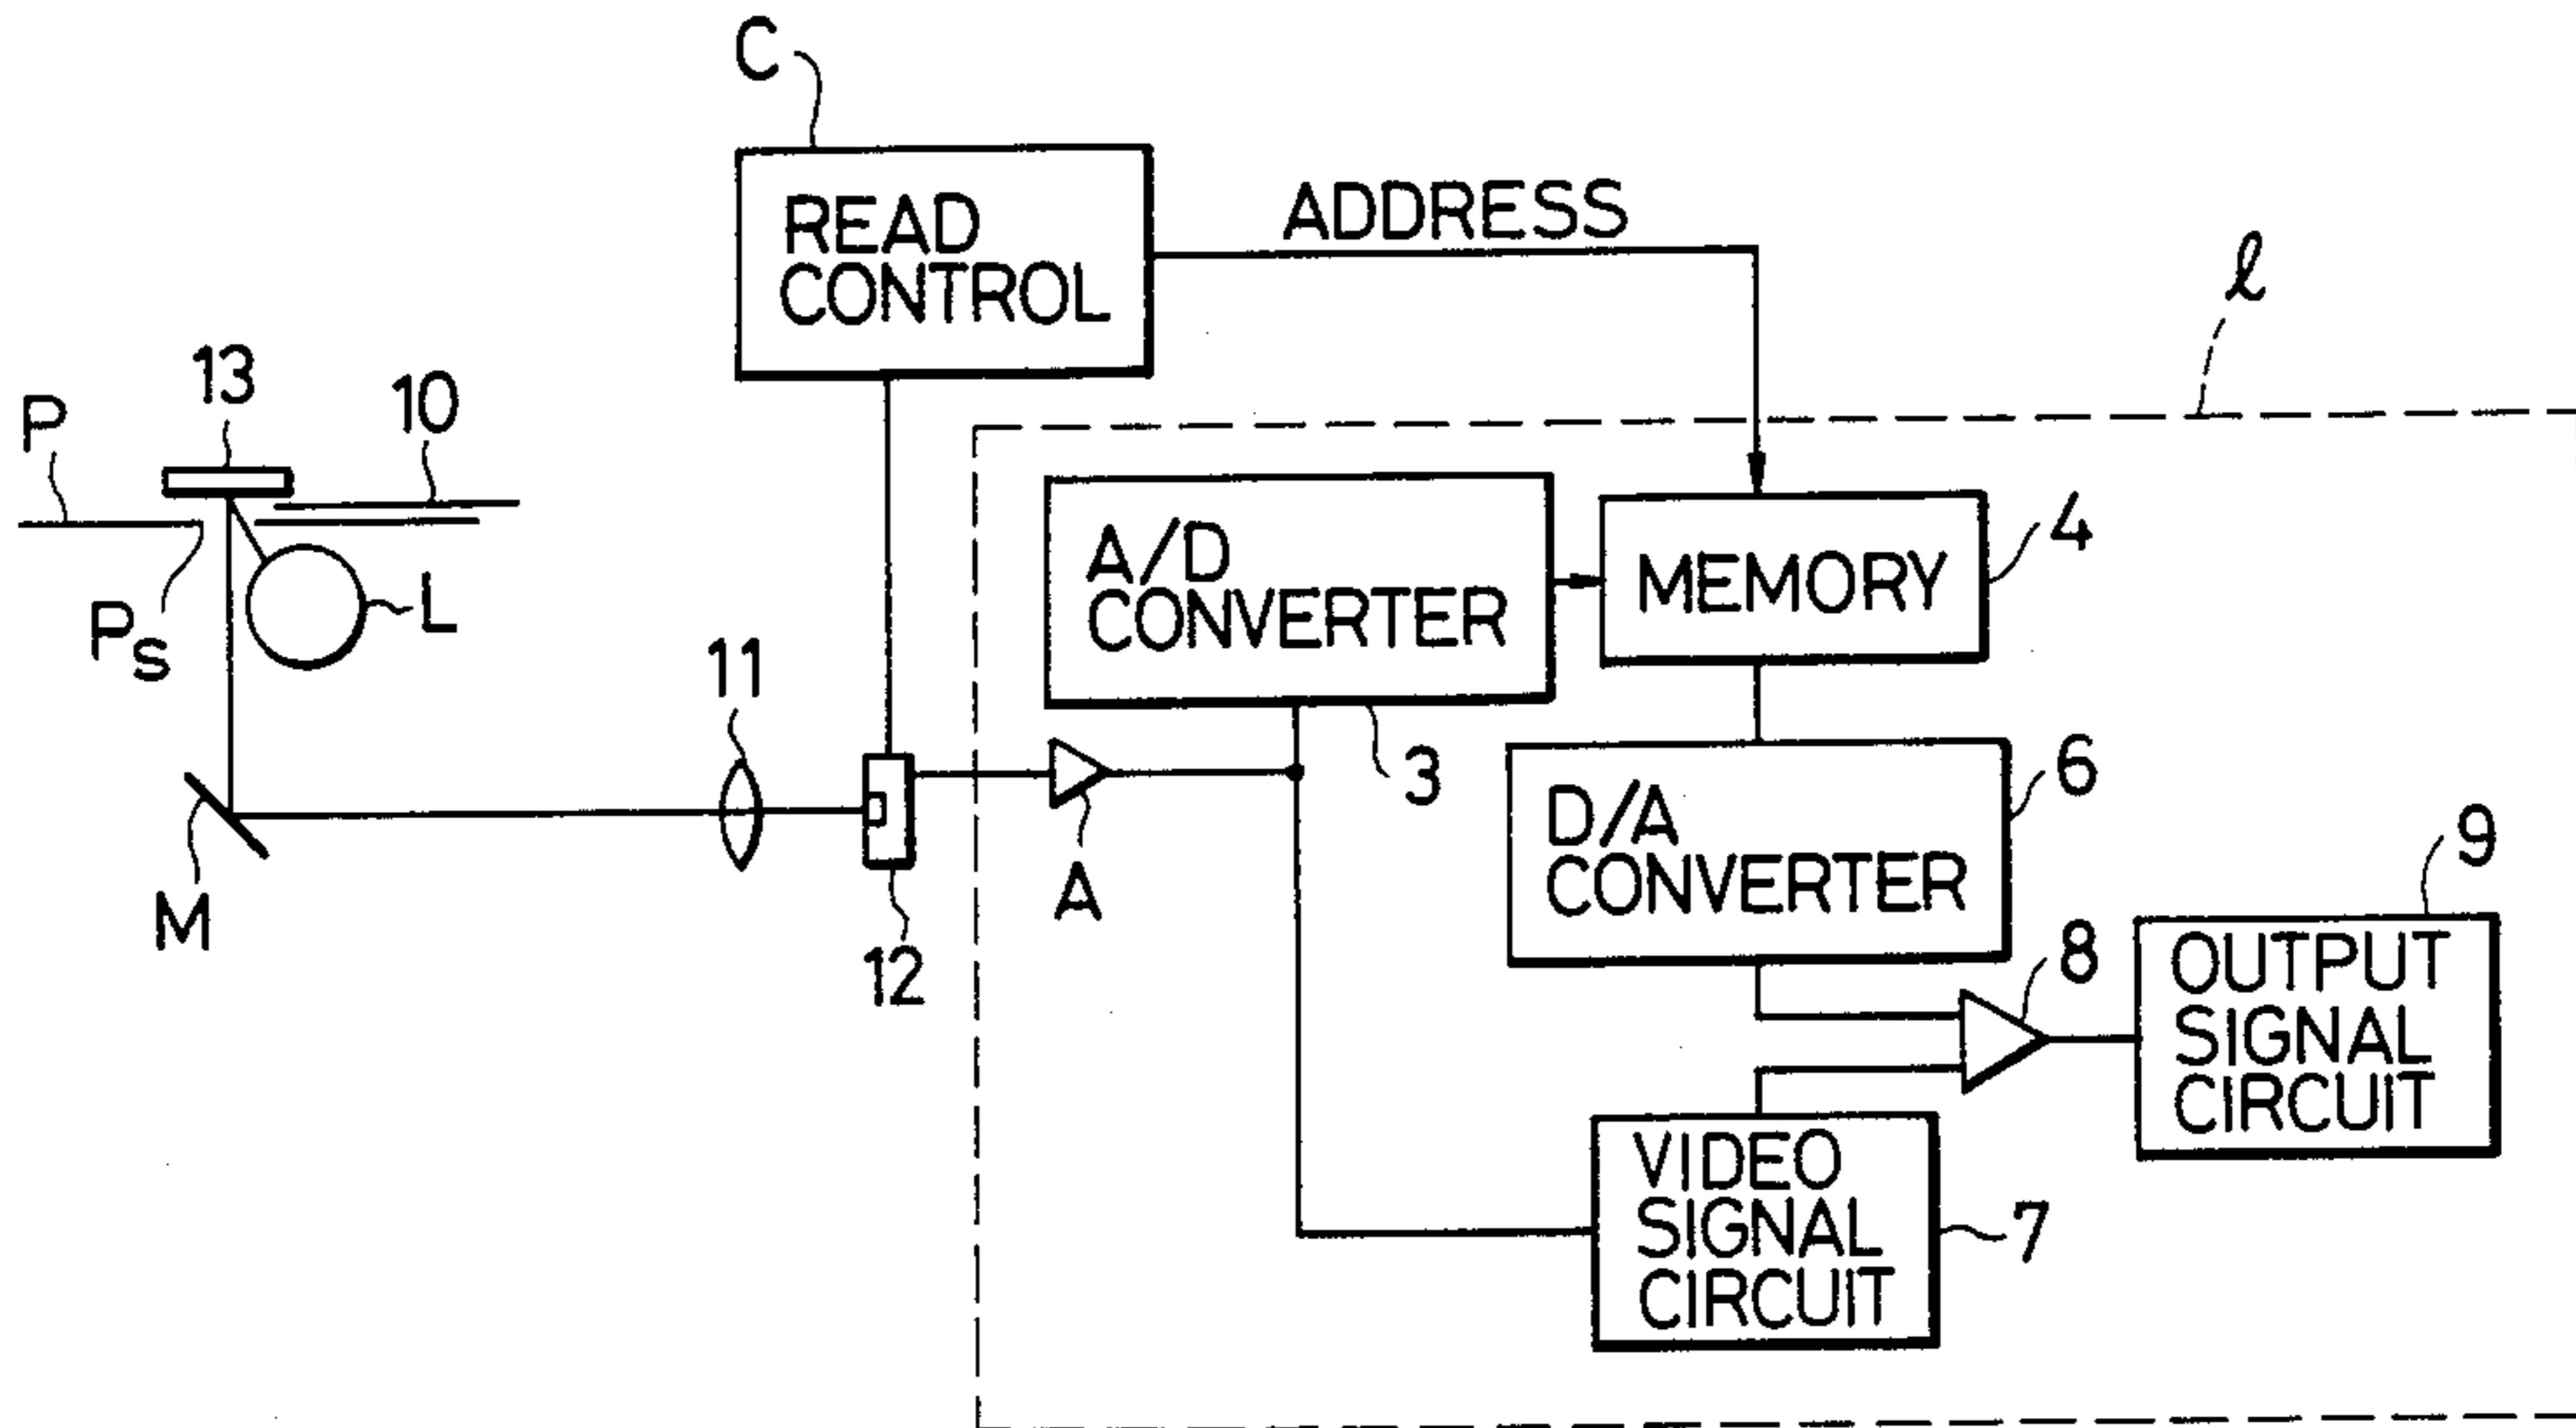 C
READ
CONTROL
ADDRESS
ℓ
13
10
P
Ps
L
11
M
12
A/D
CONVERTER
3
MEMORY
4
A
D/A
CONVERTER
6
8
9
OUTPUT
SIGNAL
CIRCUIT
VIDEO
SIGNAL
CIRCUIT
7